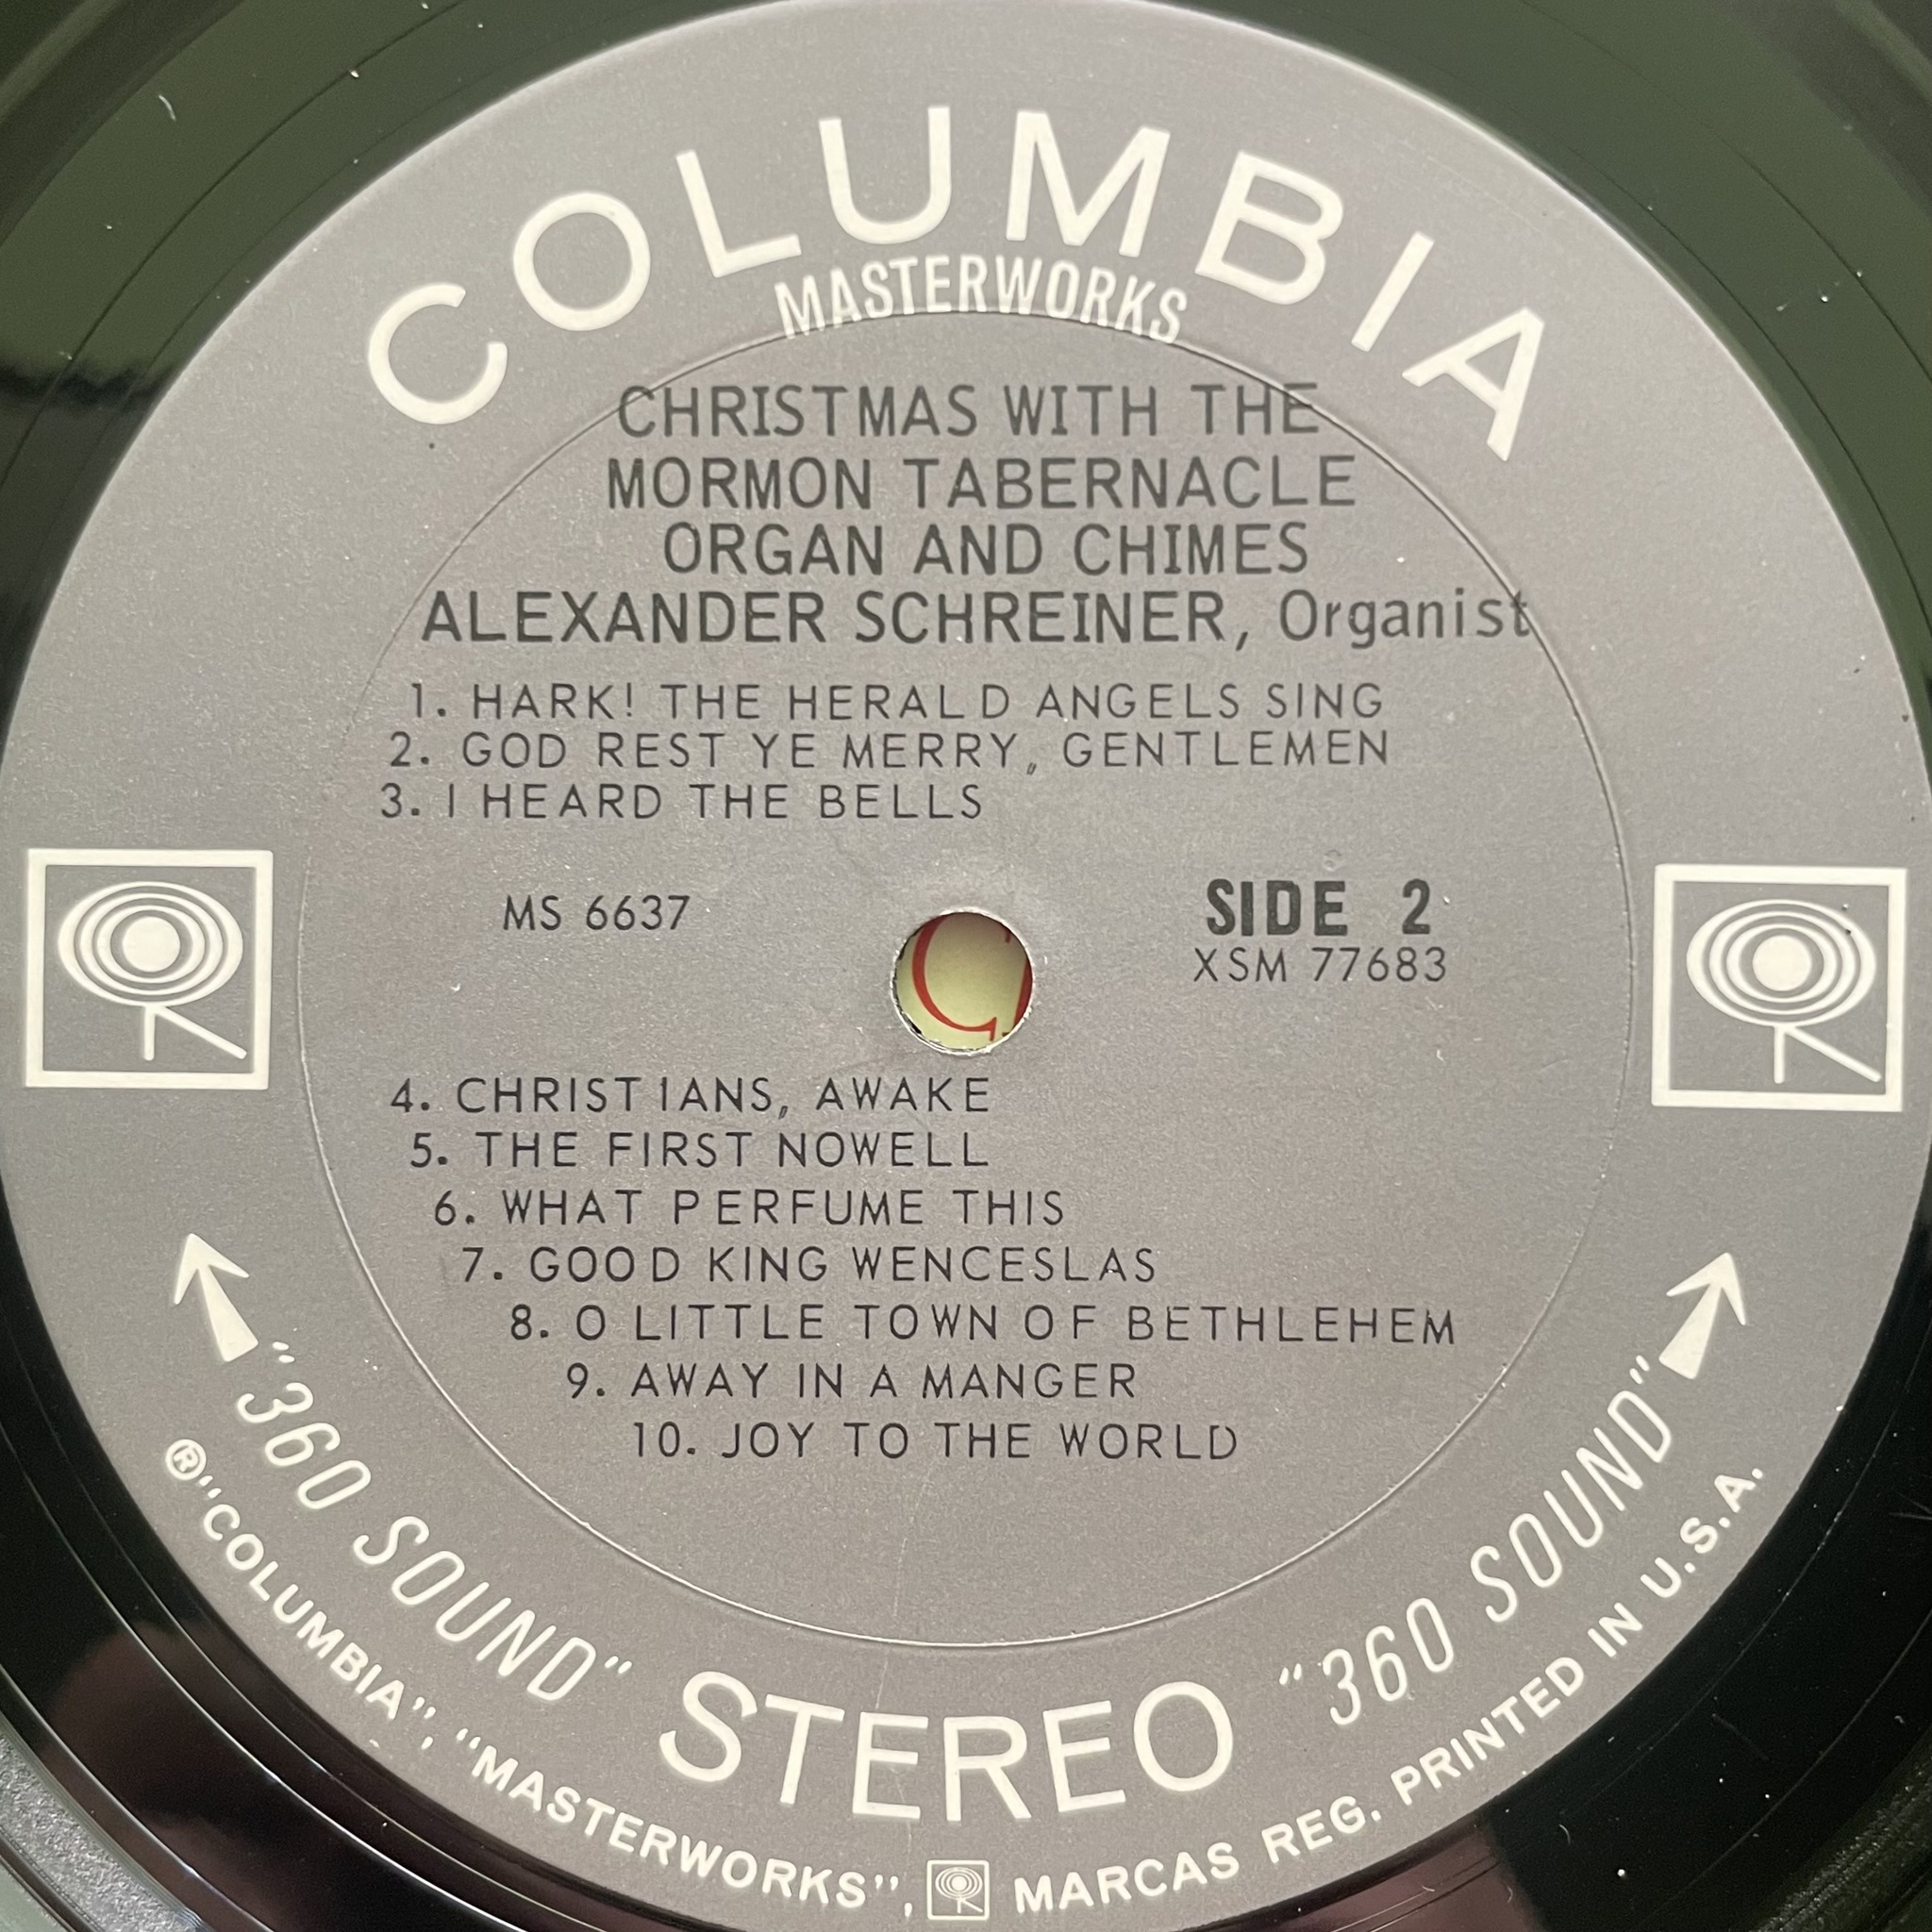 COLUMBIA
MASTERWORKS
CHRISTMAS WITH THE
MORMON TABERNACLE
ORGAN AND CHIMES
ALEXANDER SCHREINER, Organist
1. HARK! THE HERALD ANGELS SING
2. GOD REST YE MERRY, GENTLEMEN
3. I HEARD THE BELLS
MS 6637
SIDE 2
XSM 77683
4. CHRISTIANS, AWAKE
5. THE FIRST NOWELL
6. WHAT PERFUME THIS
7. GOOD KING WENCESLAS
8. O LITTLE TOWN OF BETHLEHEM
9. AWAY IN A MANGER
10. JOY TO THE WORLD
"360 SOUND" STEREO "360 SOUND"
® "COLUMBIA", "MASTERWORKS", MARCAS REG. PRINTED IN U.S.A.